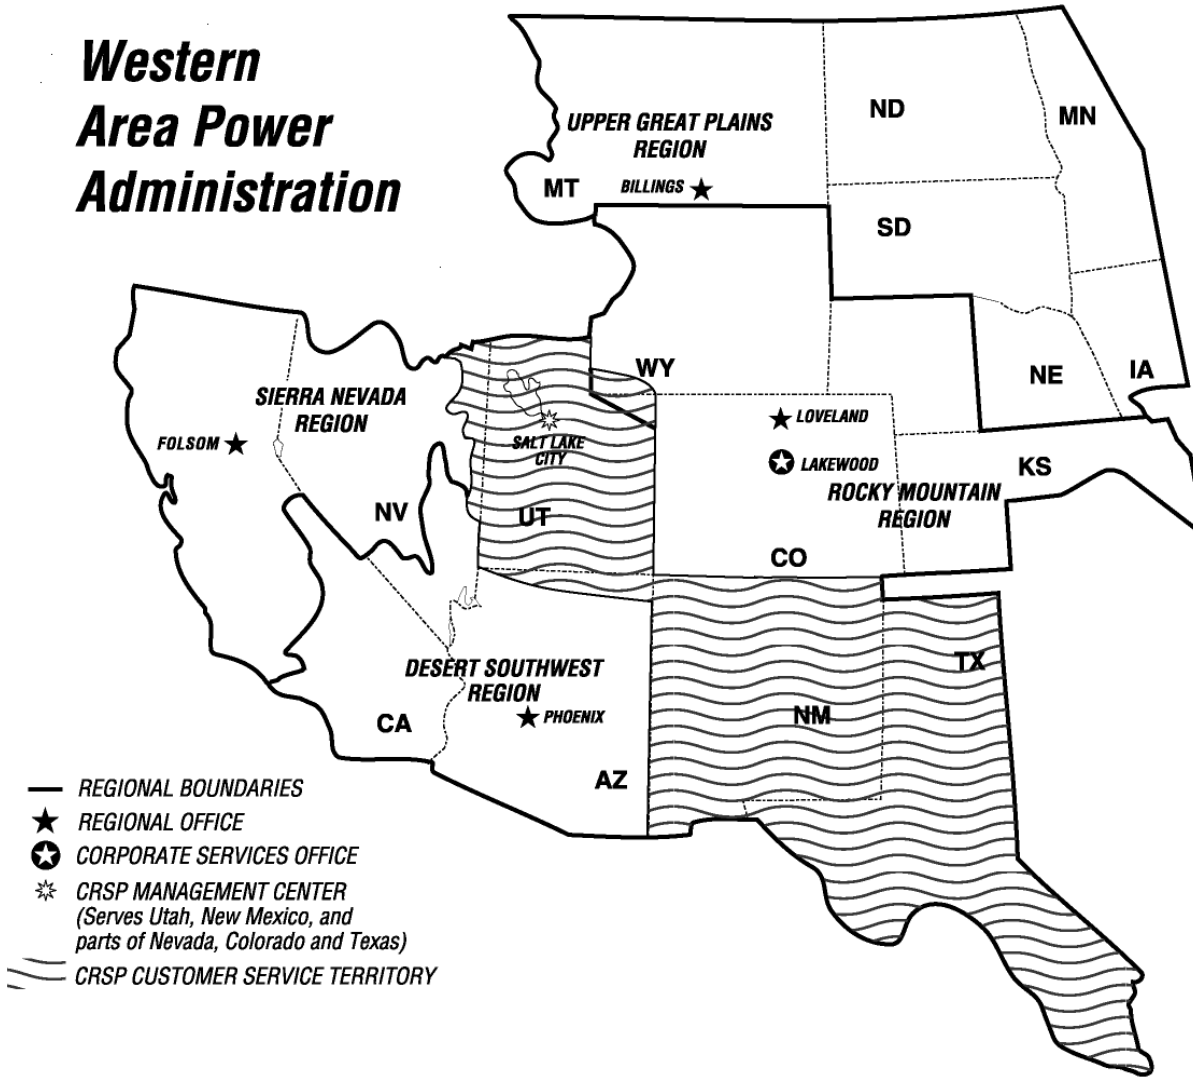 Western
Area Power
Administration
UPPER GREAT PLAINS
REGION
ND
MN
MT
BILLINGS
SD
WY
NE
IA
SIERRA NEVADA
REGION
FOLSOM
SALT LAKE
CITY
LOVELAND
LAKEWOOD
KS
ROCKY MOUNTAIN
REGION
NV
UT
CO
DESERT SOUTHWEST
REGION
PHOENIX
TX
NM
CA
AZ
REGIONAL BOUNDARIES
REGIONAL OFFICE
CORPORATE SERVICES OFFICE
CRSP MANAGEMENT CENTER
(Serves Utah, New Mexico, and
parts of Nevada, Colorado and Texas)
CRSP CUSTOMER SERVICE TERRITORY